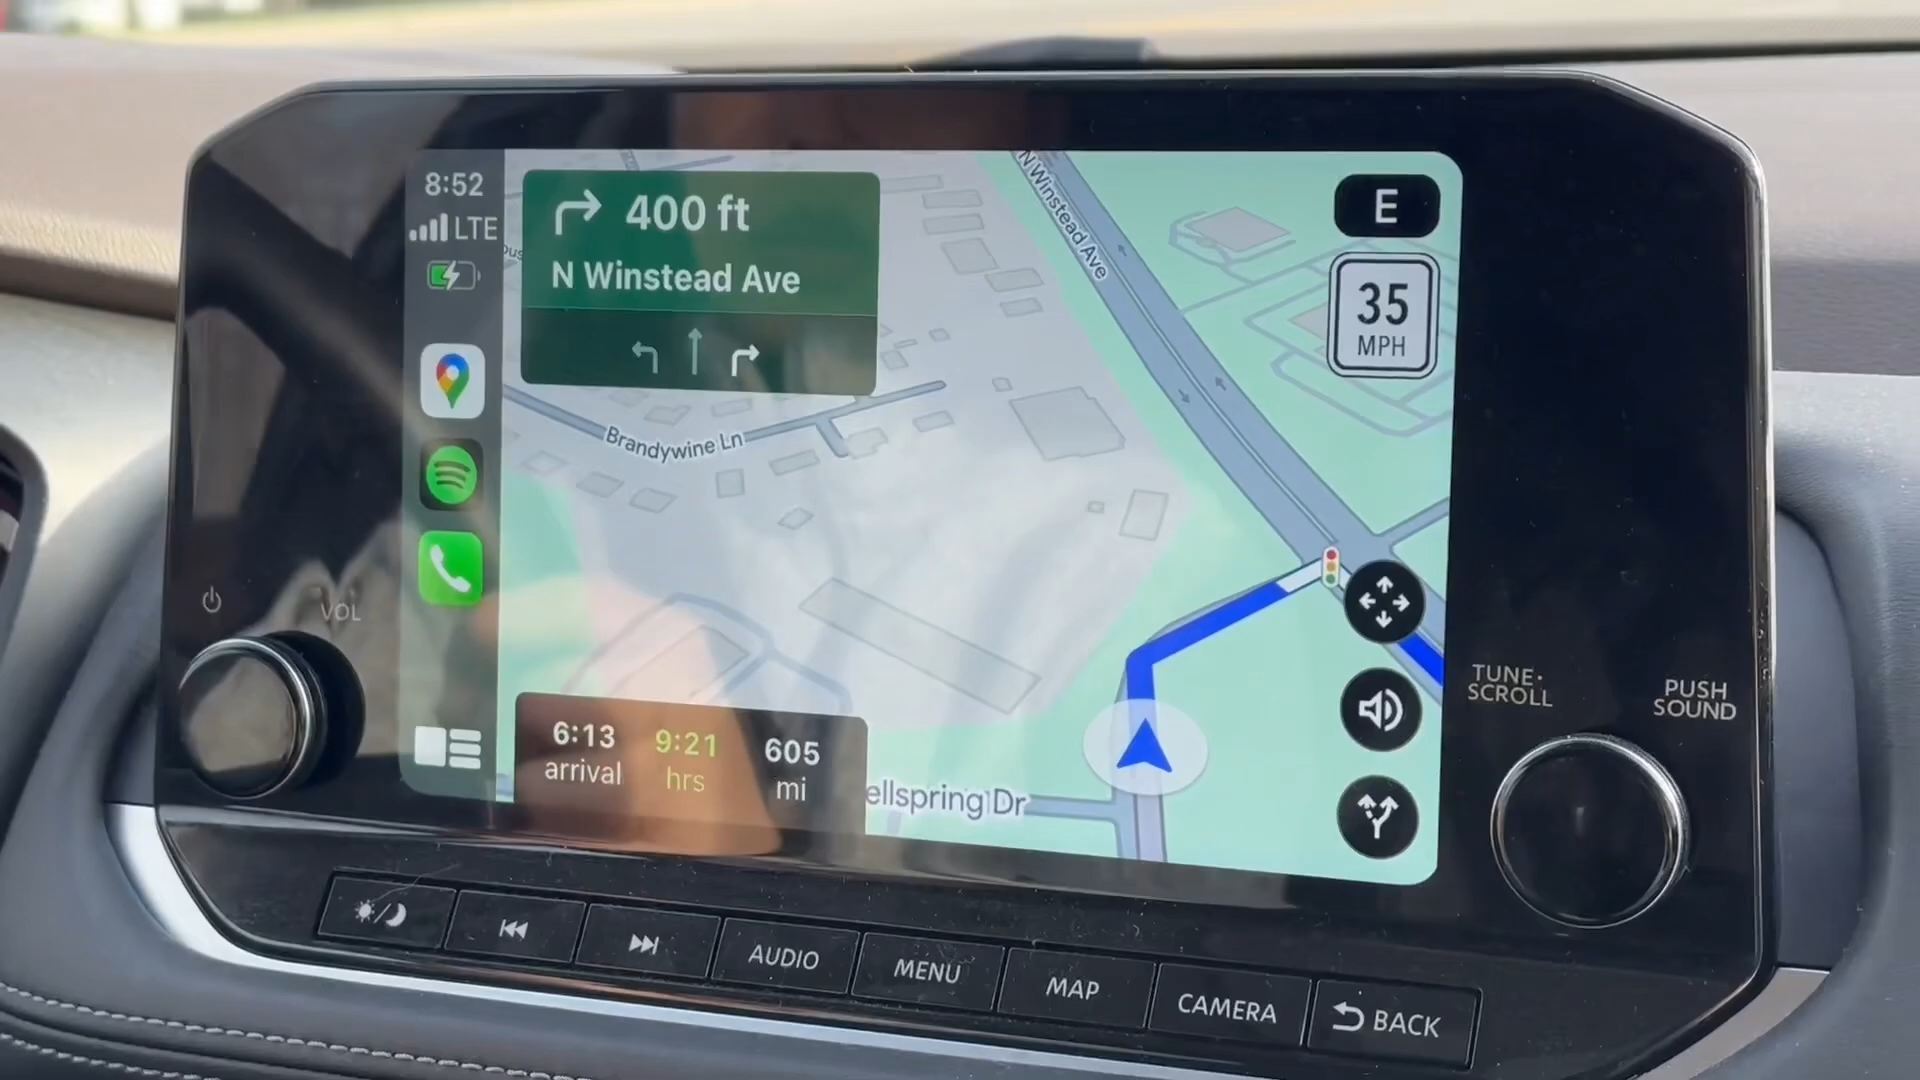 8:52
LTE
400 ft
N Winstead Ave
N Winstead Ave
E
35
MPH
Brandywine Ln
6:13
arrival
9:21
hrs
605
mi
ellspring Dr
VOL
TUNE·
SCROLL
PUSH
SOUND
AUDIO
MENU
MAP
CAMERA
BACK